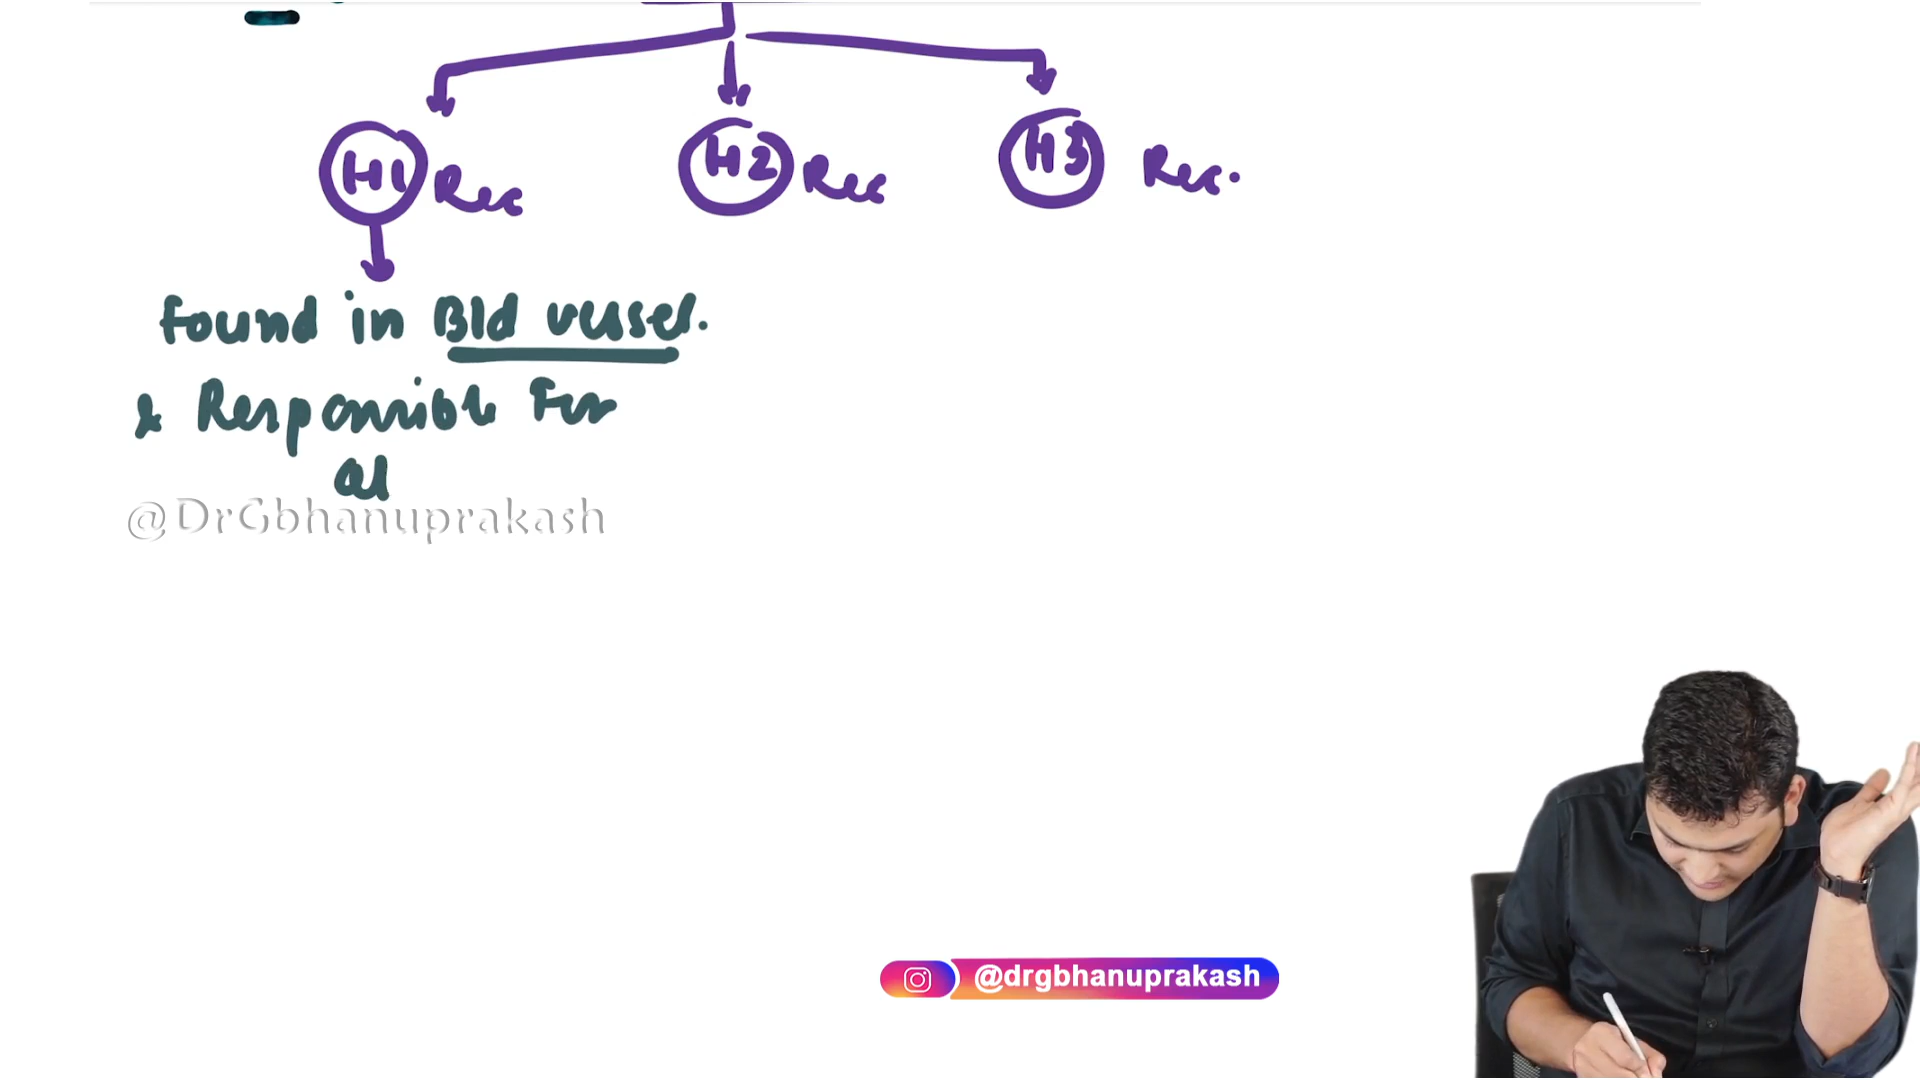 H1 Rec H2 Rec H3 Rec.
Found in Bld vessel.
& Responsible For
al
@DrGbhanuprakash
@drgbhanuprakash